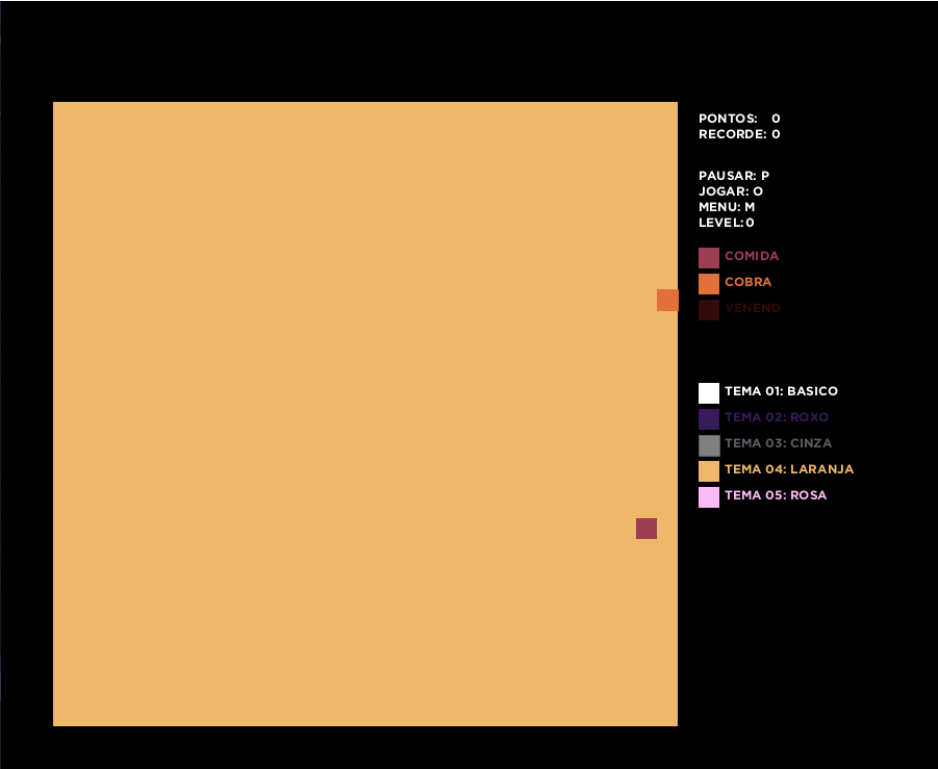 PONTOS: 0
RECORDE: 0
PAUSAR: P
JOGAR: O
MENU: M
LEVEL:0
COMIDA
COBRA
VENENO
TEMA 01: BASICO
TEMA 02: ROXO
TEMA 03: CINZA
TEMA 04: LARANJA
TEMA 05: ROSA